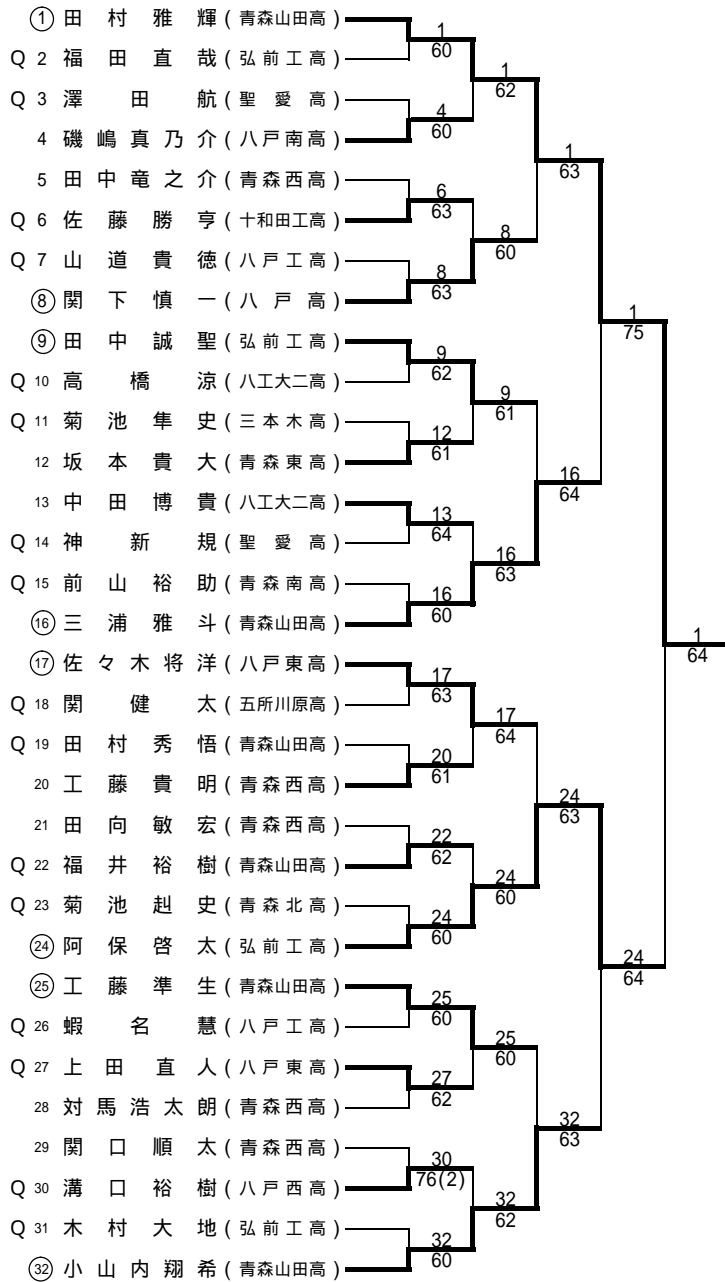 ① 田村雅輝 (青森山田高)
Q 2 福田直哉 (弘前工高)
Q 3 澤田航 (聖愛高)
4 磯嶋真乃介 (八戸南高)
5 田中竜之介 (青森西高)
Q 6 佐藤勝亨 (十和田工高)
Q 7 山道貴徳 (八戸工高)
⑧ 関下慎一 (八戸高)
⑨ 田中誠聖 (弘前工高)
Q 10 高橋涼 (八工大二高)
Q 11 菊池隼史 (三本木高)
12 坂本貴大 (青森東高)
13 中田博貴 (八工大二高)
Q 14 神新規 (聖愛高)
Q 15 前山裕助 (青森南高)
⑯ 三浦雅斗 (青森山田高)
⑰ 佐々木将洋 (八戸東高)
Q 18 関健太 (五所川原高)
Q 19 田村秀悟 (青森山田高)
20 工藤貴明 (青森西高)
21 田向敏宏 (青森西高)
Q 22 福井裕樹 (青森山田高)
Q 23 菊池赳史 (青森北高)
㉔ 阿保啓太 (弘前工高)
㉕ 工藤準生 (青森山田高)
Q 26 蝦名慧 (八戸工高)
Q 27 上田直人 (八戸東高)
28 対馬浩太朗 (青森西高)
29 関口順太 (青森西高)
Q 30 溝口裕樹 (八戸西高)
Q 31 木村大地 (弘前工高)
㉜ 小山内翔希 (青森山田高)
1
60
4
60
6
63
8
63
9
62
12
61
13
64
16
60
17
63
20
61
22
62
24
60
25
60
27
62
30
76(2)
32
60
1
62
8
60
9
61
16
63
17
64
24
60
25
60
32
62
1
63
16
64
24
63
32
63
1
75
24
64
1
64